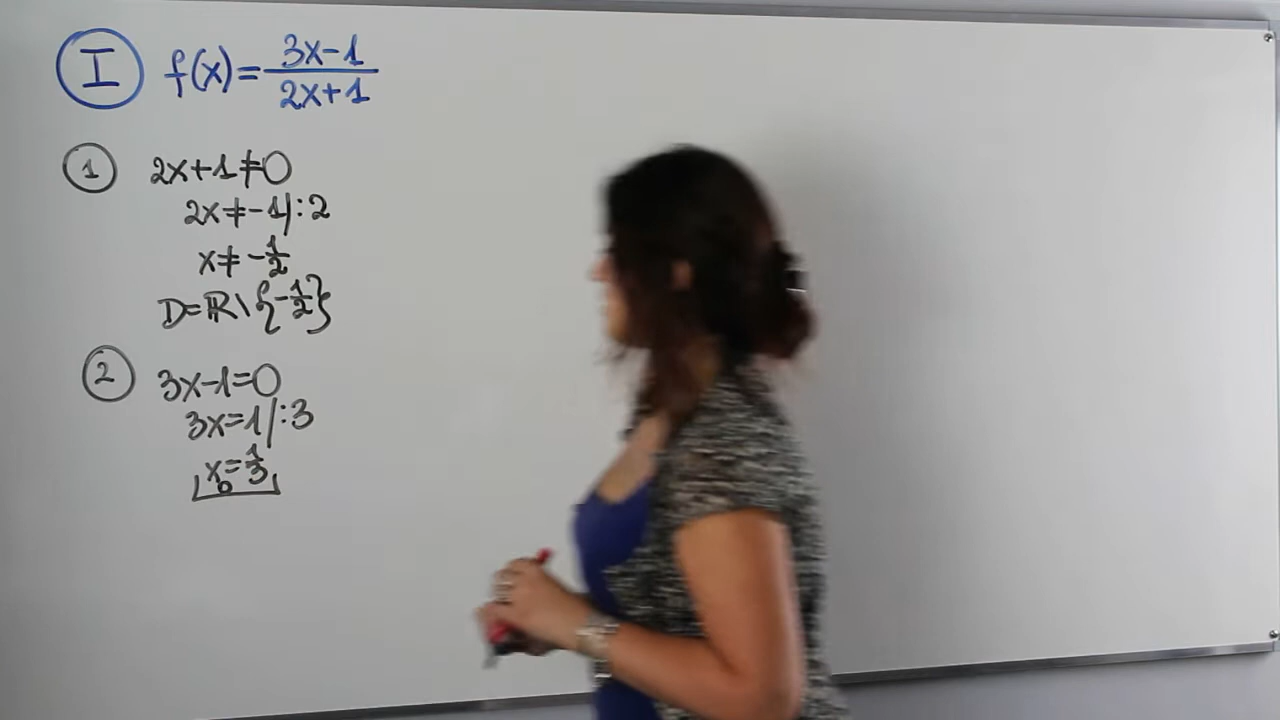 I f(x)=(3x-1)/(2x+1)
1 2x+1≠0
2x≠-1|:2
x≠-1/2
D=ℝ\{-1/2}
2 3x-1=0
3x=1|:3
x₀=1/3